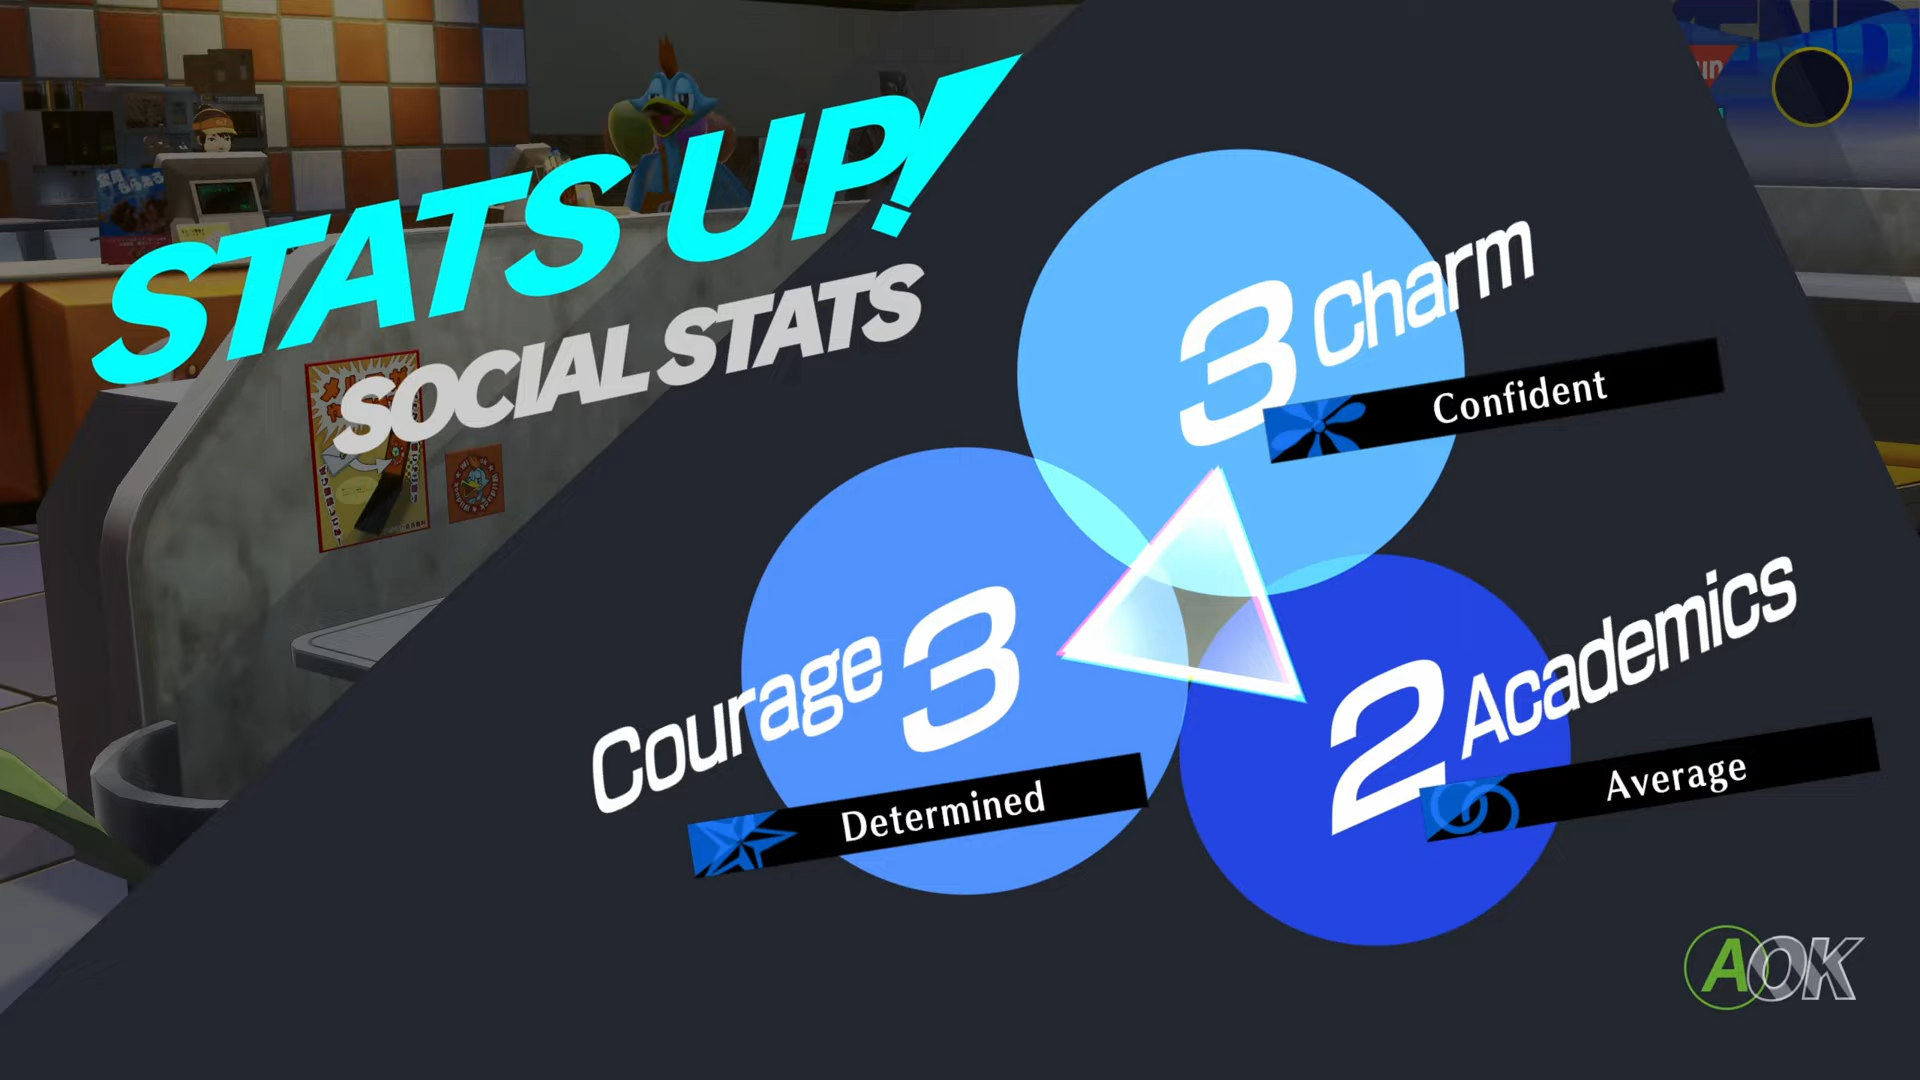 STATS UP!
SOCIAL STATS
3 Charm
Confident
Courage 3
Determined
2 Academics
Average
A OK